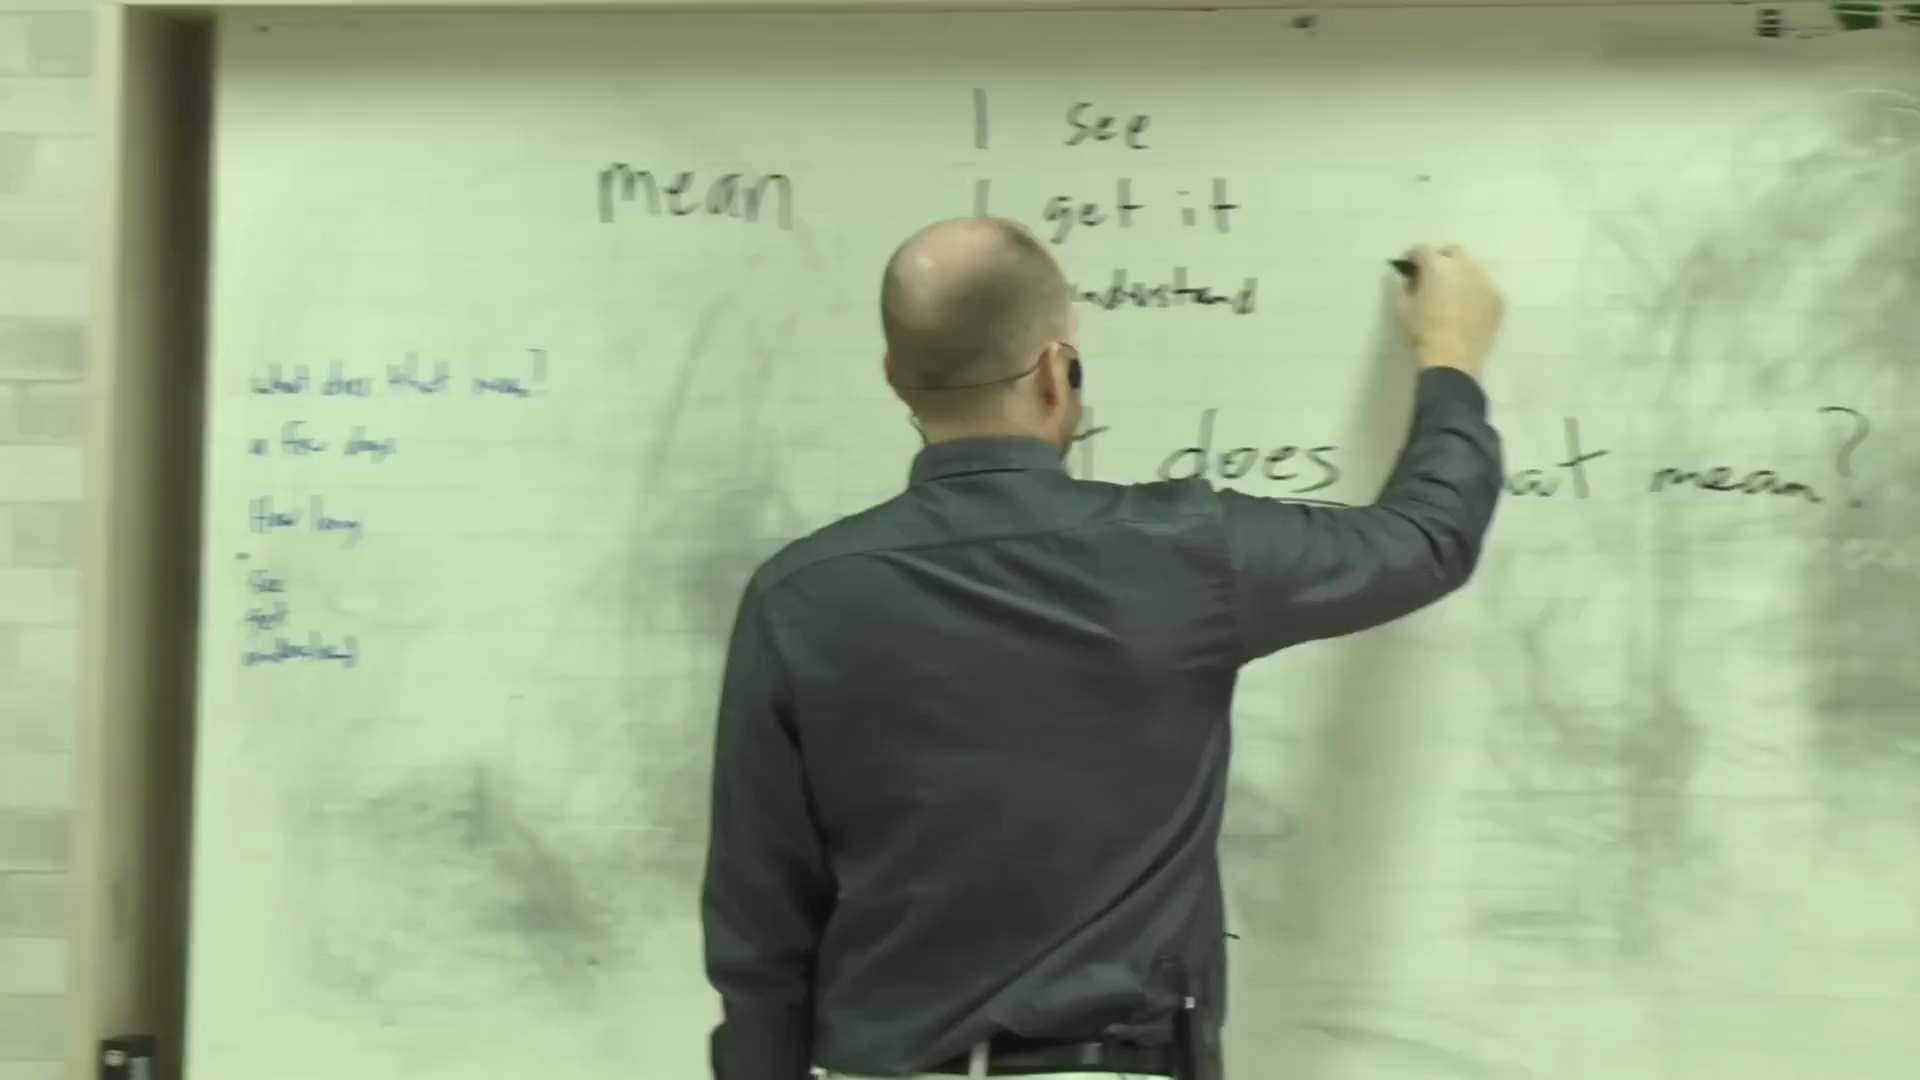 I see
mean
I get it
understand
what does that mean?
a few days
How long
see
get
understand
does at mean?